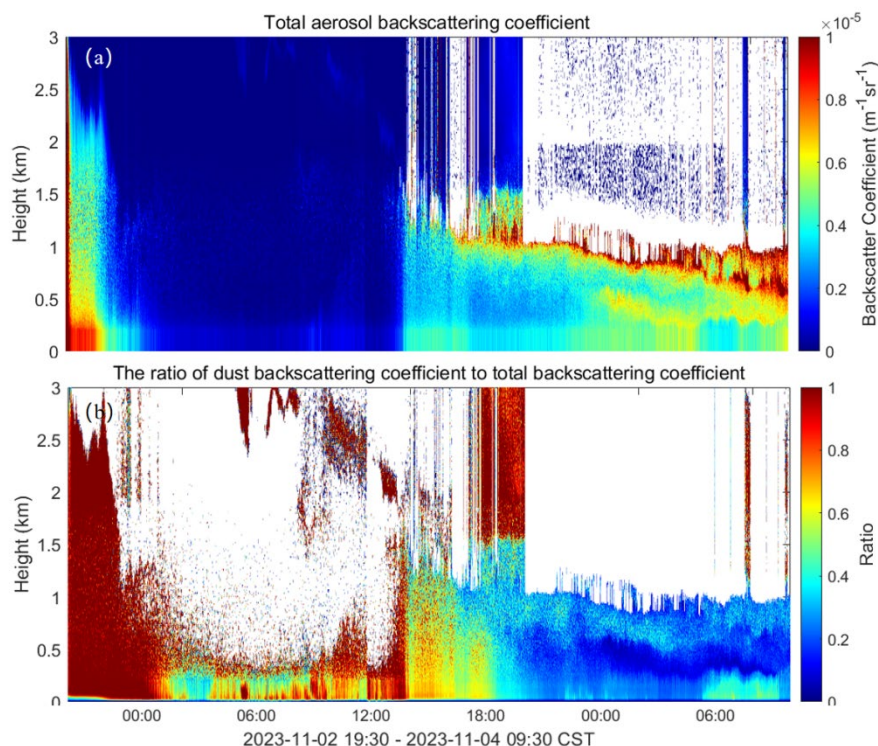 Total aerosol backscattering coefficient
×10⁻⁵
(a)
3
2.5
2
1.5
1
0.5
0
Height (km)
1
0.8
0.6
0.4
0.2
0
Backscatter Coefficient (m⁻¹sr⁻¹)
The ratio of dust backscattering coefficient to total backscattering coefficient
(b)
3
2.5
2
1.5
1
0.5
0
Height (km)
1
0.8
0.6
0.4
0.2
0
Ratio
00:00 06:00 12:00 18:00 00:00 06:00
2023-11-02 19:30 - 2023-11-04 09:30 CST